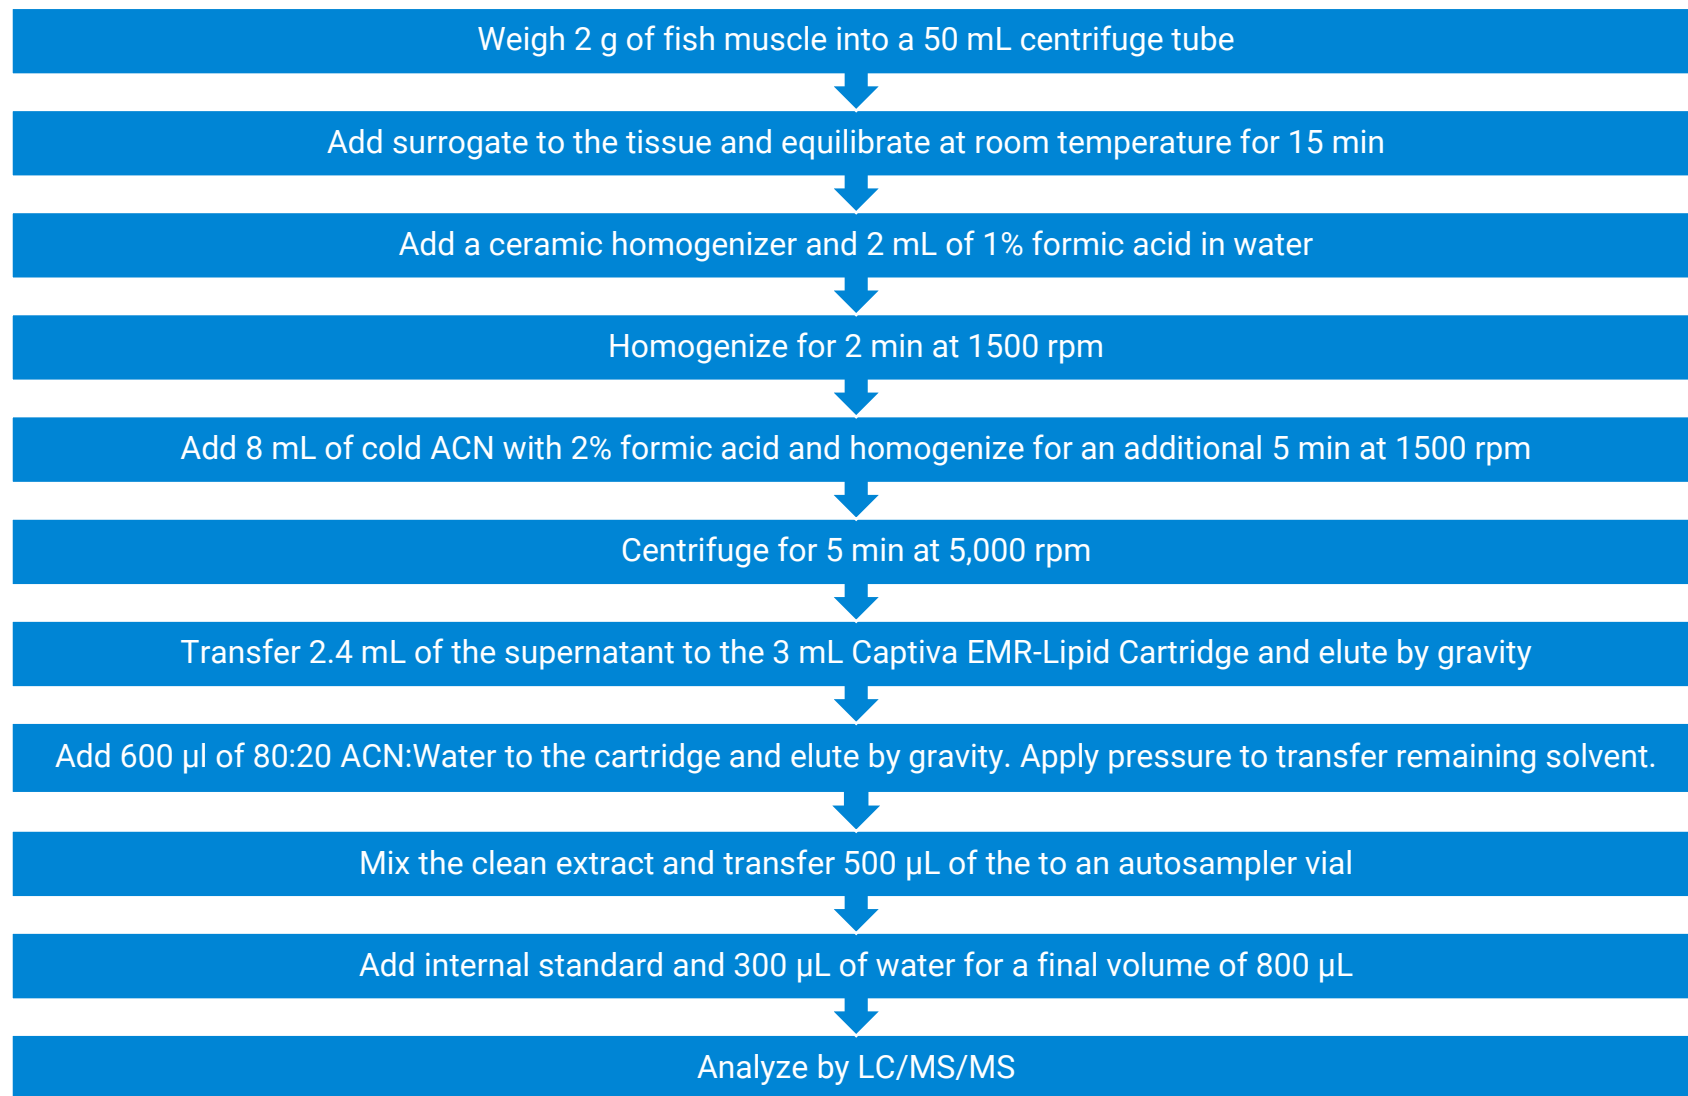 Weigh 2 g of fish muscle into a 50 mL centrifuge tube
Add surrogate to the tissue and equilibrate at room temperature for 15 min
Add a ceramic homogenizer and 2 mL of 1% formic acid in water
Homogenize for 2 min at 1500 rpm
Add 8 mL of cold ACN with 2% formic acid and homogenize for an additional 5 min at 1500 rpm
Centrifuge for 5 min at 5,000 rpm
Transfer 2.4 mL of the supernatant to the 3 mL Captiva EMR-Lipid Cartridge and elute by gravity
Add 600 µl of 80:20 ACN:Water to the cartridge and elute by gravity. Apply pressure to transfer remaining solvent.
Mix the clean extract and transfer 500 µL of the to an autosampler vial
Add internal standard and 300 µL of water for a final volume of 800 µL
Analyze by LC/MS/MS